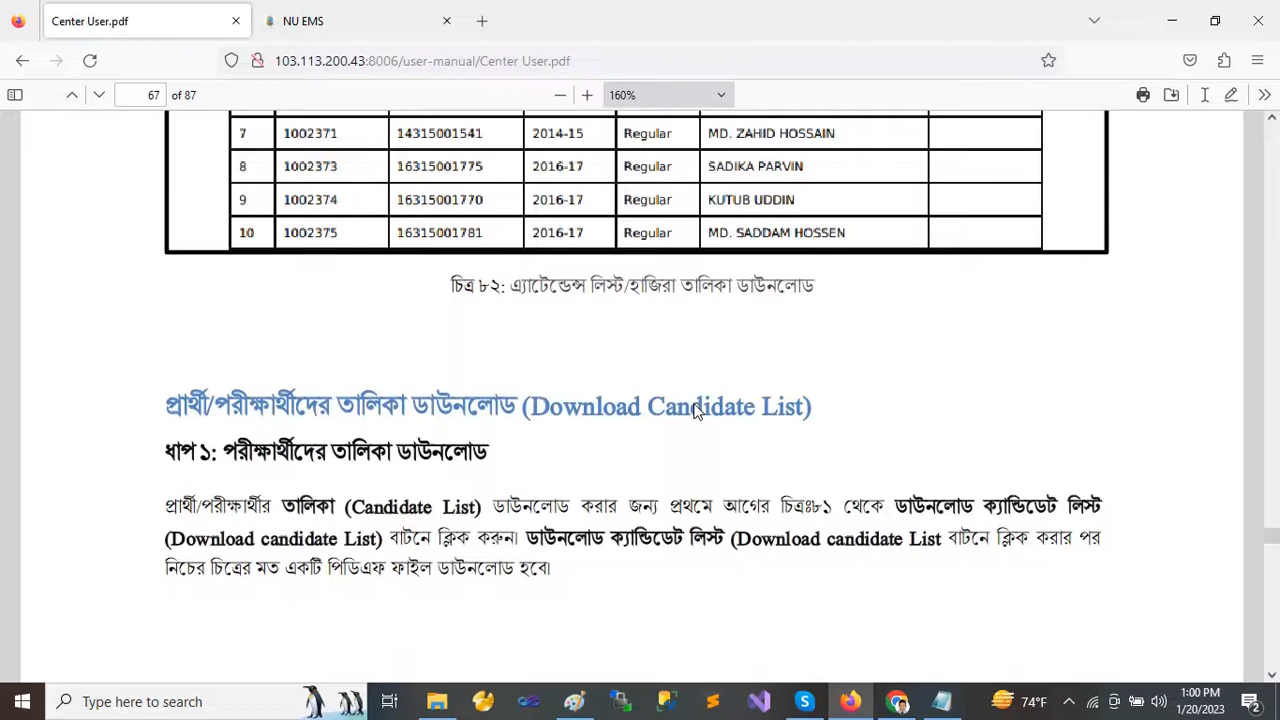 Center User.pdf
NU EMS
103.113.200.43:8006/user-manual/Center User.pdf
67 of 87
160%
7 1002371 14315001541 2014-15 Regular MD. ZAHID HOSSAIN
8 1002373 16315001775 2016-17 Regular SADIKA PARVIN
9 1002374 16315001770 2016-17 Regular KUTUB UDDIN
10 1002375 16315001781 2016-17 Regular MD. SADDAM HOSSEN
চিত্র ৮২: এ্যাটেন্ডেন্স লিস্ট/হাজিরা তালিকা ডাউনলোড
প্রার্থী/পরীক্ষার্থীদের তালিকা ডাউনলোড (Download Candidate List)
ধাপ ১: পরীক্ষার্থীদের তালিকা ডাউনলোড
প্রার্থী/পরীক্ষার্থীর তালিকা (Candidate List) ডাউনলোড করার জন্য প্রথমে আগের চিত্রঃ৮১ থেকে ডাউনলোড ক্যান্ডিডেট লিস্ট
(Download candidate List) বাটনে ক্লিক করুন। ডাউনলোড ক্যান্ডিডেট লিস্ট (Download candidate List বাটনে ক্লিক করার পর
নিচের চিত্রের মত একটি পিডিএফ ফাইল ডাউনলোড হবে।
Type here to search
74°F
1:00 PM
1/20/2023
2